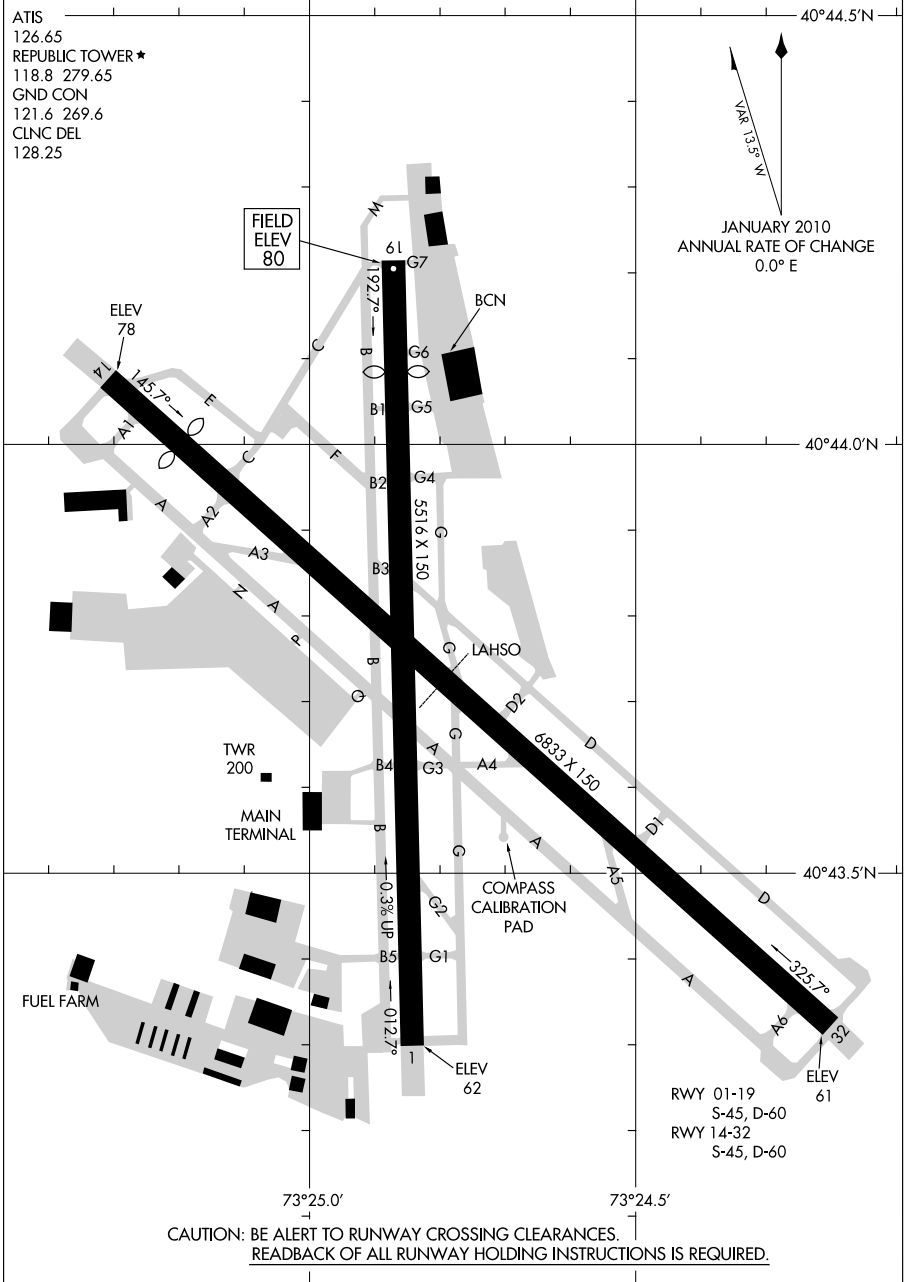 ATIS
126.65
REPUBLIC TOWER ★
118.8 279.65
GND CON
121.6 269.6
CLNC DEL
128.25
40°44.5'N
VAR 13.5° W
JANUARY 2010
ANNUAL RATE OF CHANGE
0.0° E
FIELD
ELEV
80
W
19
G7
192.7°
BCN
ELEV
78
C
B
G6
14
145.7°
E
B1
G5
A1
C
F
40°44.0'N
B2
G4
A
A2
5516 X 150
G
A3
B3
N
A
P
B
G
LAHSO
Q
D2
TWR
200
A
G
D
B4
G3
A4
6833 X 150
MAIN
TERMINAL
B
G
A
D1
A5
40°43.5'N
0.3% UP
G2
COMPASS
CALIBRATION
PAD
D
B5
G1
A
325.7°
FUEL FARM
012.7°
A6
32
1
ELEV
62
ELEV
61
RWY 01-19
S-45, D-60
RWY 14-32
S-45, D-60
73°25.0'
73°24.5'
CAUTION: BE ALERT TO RUNWAY CROSSING CLEARANCES.
READBACK OF ALL RUNWAY HOLDING INSTRUCTIONS IS REQUIRED.